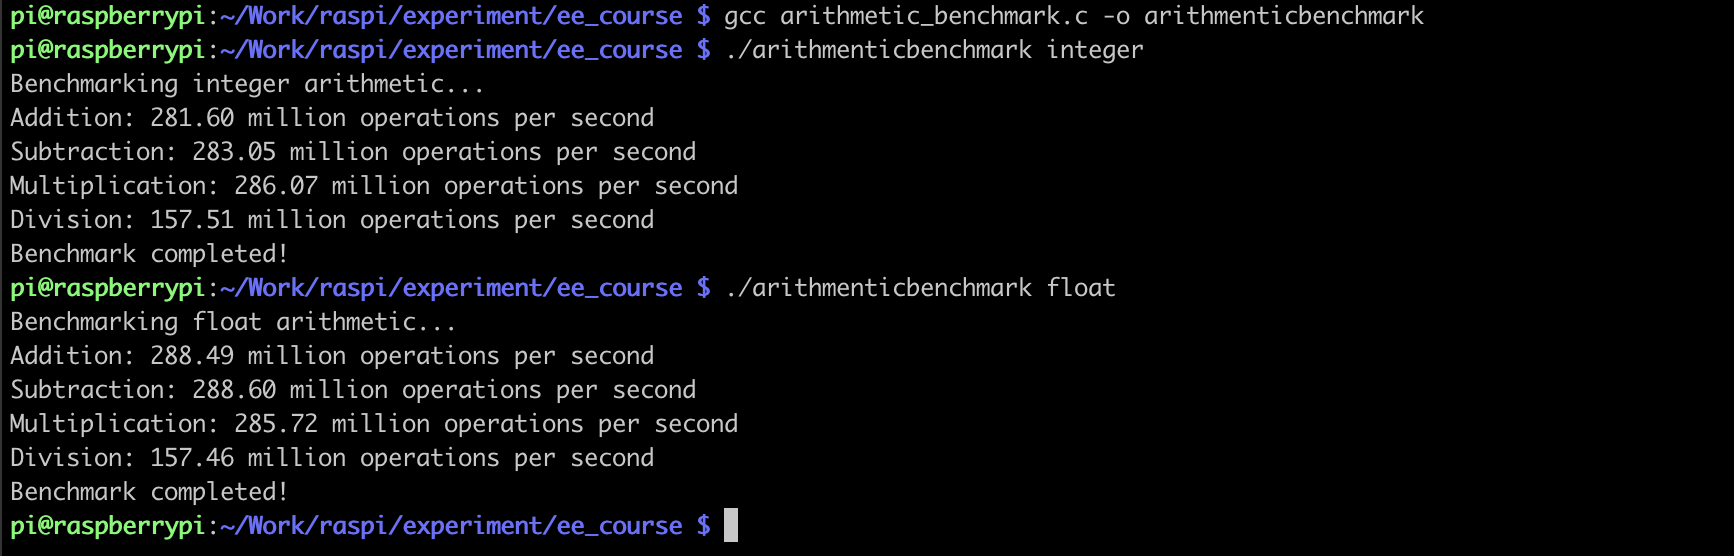 pi@raspberrypi:~/Work/raspi/experiment/ee_course $ gcc arithmetic_benchmark.c -o arithmenticbenchmark
pi@raspberrypi:~/Work/raspi/experiment/ee_course $ ./arithmenticbenchmark integer
Benchmarking integer arithmetic...
Addition: 281.60 million operations per second
Subtraction: 283.05 million operations per second
Multiplication: 286.07 million operations per second
Division: 157.51 million operations per second
Benchmark completed!
pi@raspberrypi:~/Work/raspi/experiment/ee_course $ ./arithmenticbenchmark float
Benchmarking float arithmetic...
Addition: 288.49 million operations per second
Subtraction: 288.60 million operations per second
Multiplication: 285.72 million operations per second
Division: 157.46 million operations per second
Benchmark completed!
pi@raspberrypi:~/Work/raspi/experiment/ee_course $